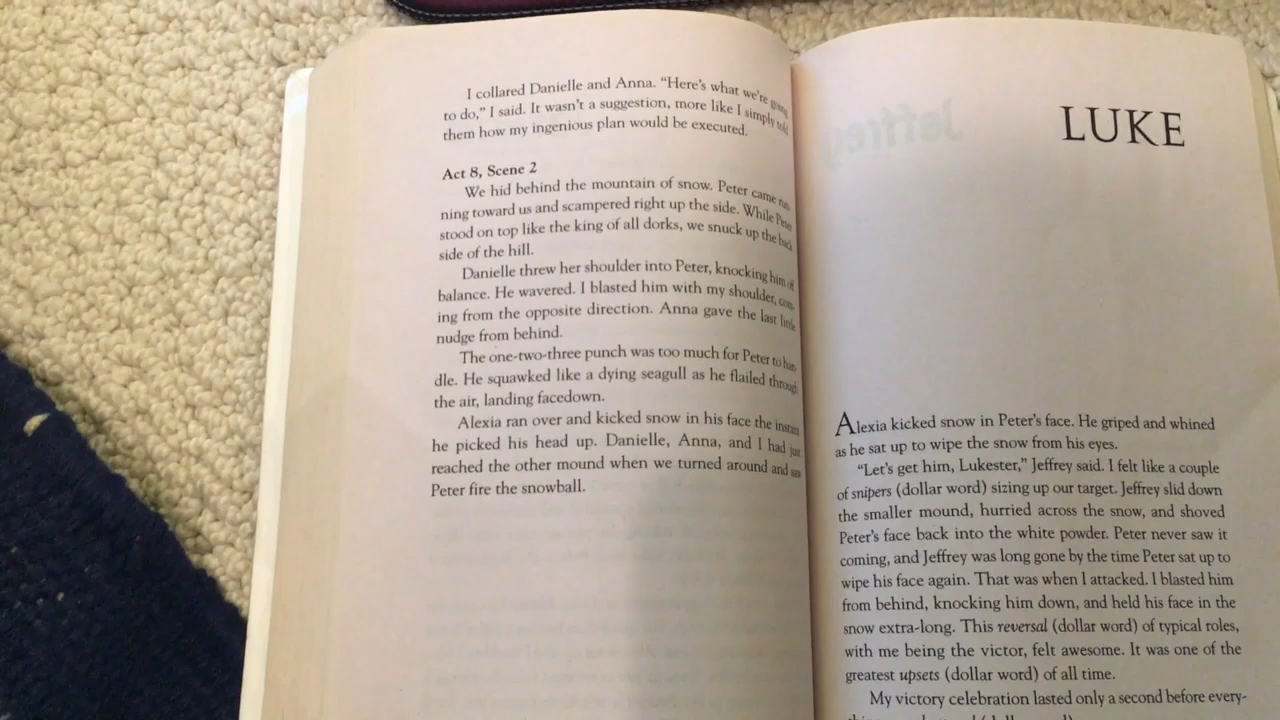 I collared Danielle and Anna. "Here's what we're going
to do," I said. It wasn't a suggestion, more like I simply told
them how my ingenious plan would be executed.
Act 8, Scene 2
We hid behind the mountain of snow. Peter came run-
ning toward us and scampered right up the side. While Peter
stood on top like the king of all dorks, we snuck up the back
side of the hill.
Danielle threw her shoulder into Peter, knocking him off
balance. He wavered. I blasted him with my shoulder, com-
ing from the opposite direction. Anna gave the last little
nudge from behind.
The one-two-three punch was too much for Peter to han-
dle. He squawked like a dying seagull as he flailed through
the air, landing facedown.
Alexia ran over and kicked snow in his face the instant
he picked his head up. Danielle, Anna, and I had just
reached the other mound when we turned around and saw
Peter fire the snowball.
Jeffrey
LUKE
Alexia kicked snow in Peter's face. He griped and whined
as he sat up to wipe the snow from his eyes.
"Let's get him, Lukester," Jeffrey said. I felt like a couple
of snipers (dollar word) sizing up our target. Jeffrey slid down
the smaller mound, hurried across the snow, and shoved
Peter's face back into the white powder. Peter never saw it
coming, and Jeffrey was long gone by the time Peter sat up to
wipe his face again. That was when I attacked. I blasted him
from behind, knocking him down, and held his face in the
snow extra-long. This reversal (dollar word) of typical roles,
with me being the victor, felt awesome. It was one of the
greatest upsets (dollar word) of all time.
My victory celebration lasted only a second before every-